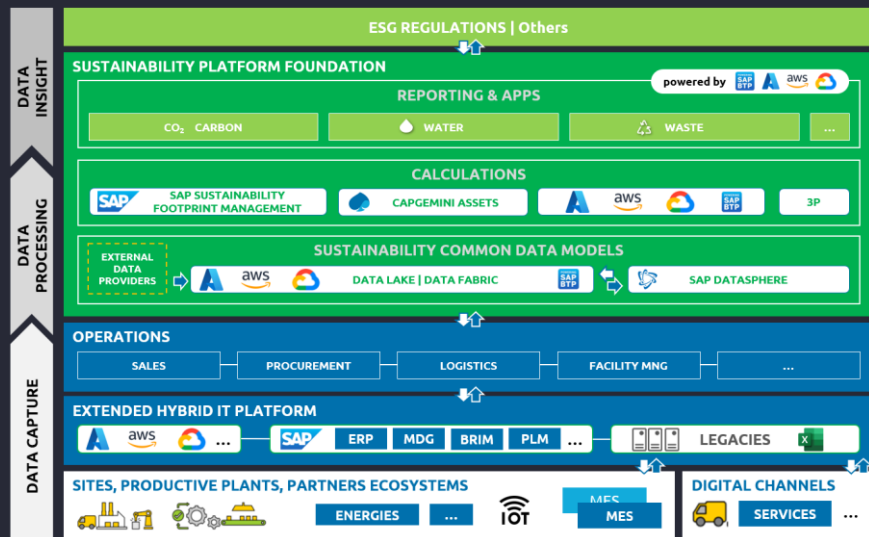 ESG REGULATIONS | Others
DATA
INSIGHT
SUSTAINABILITY PLATFORM FOUNDATION
powered by SAP BTP aws
REPORTING & APPS
CO₂ CARBON
WATER
WASTE
...
DATA
PROCESSING
CALCULATIONS
SAP
SAP SUSTAINABILITY
FOOTPRINT MANAGEMENT
CAPGEMINI ASSETS
aws
SAP
BTP
3P
SUSTAINABILITY COMMON DATA MODELS
EXTERNAL
DATA
PROVIDERS
aws
DATA LAKE | DATA FABRIC
SAP
BTP
SAP DATASPHERE
DATA CAPTURE
OPERATIONS
SALES
PROCUREMENT
LOGISTICS
FACILITY MNG
...
EXTENDED HYBRID IT PLATFORM
aws
...
SAP
ERP
MDG
BRIM
PLM
...
LEGACIES
X
SITES, PRODUCTIVE PLANTS, PARTNERS ECOSYSTEMS
ENERGIES
...
IOT
MES
MES
DIGITAL CHANNELS
SERVICES
...